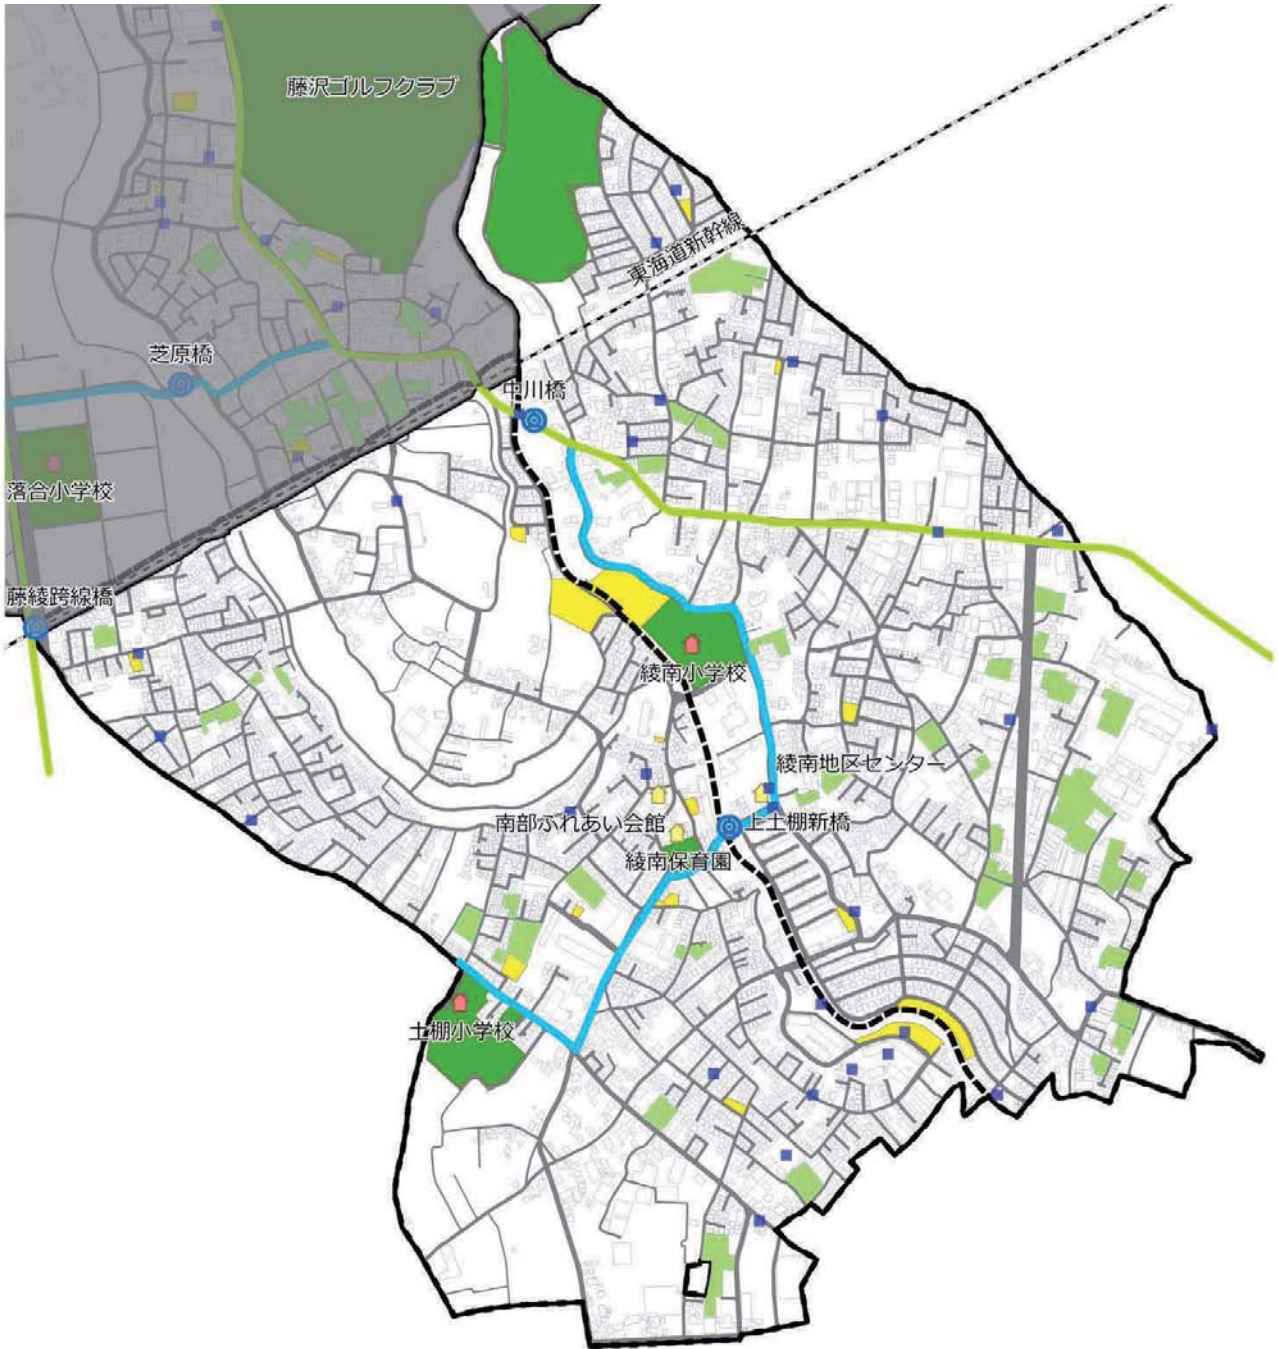 藤沢ゴルフクラブ
東海道新幹線
芝原橋
中川橋
落合小学校
藤綾跨線橋
綾南小学校
綾南地区センター
南部ふれあい会館
上土棚新橋
綾南保育園
土棚小学校